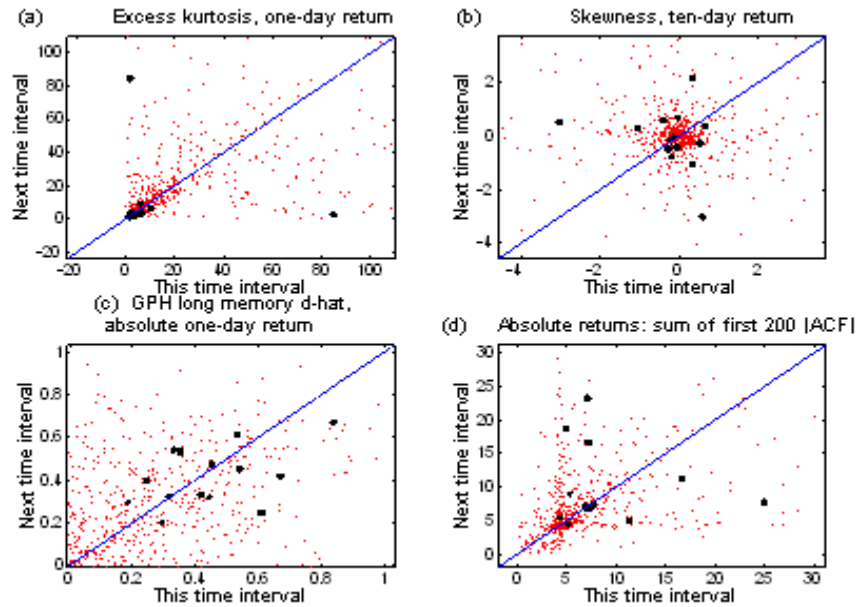 (a) Excess kurtosis, one-day return
100
80
60
40
20
0
-20
Next time interval
-20 0 20 40 60 80 100
This time interval
(b) Skewness, ten-day return
2
0
-2
-4
Next time interval
-4 -2 0 2
This time interval
(c) GPH long memory d-hat,
absolute one-day return
1
0.8
0.6
0.4
0.2
0
Next time interval
0 0.2 0.4 0.6 0.8 1
This time interval
(d) Absolute returns: sum of first 200 |ACF|
30
25
20
15
10
5
0
Next time interval
0 5 10 15 20 25 30
This time interval